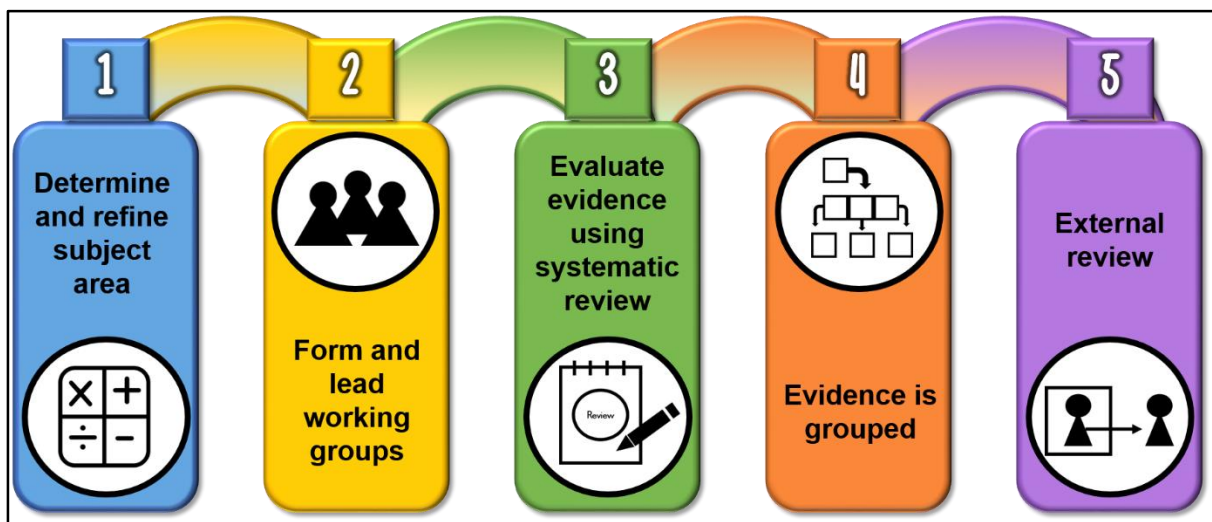 1
Determine
and refine
subject
area
2
Form and
lead
working
groups
3
Evaluate
evidence
using
systematic
review
Review
4
Evidence is
grouped
5
External
review